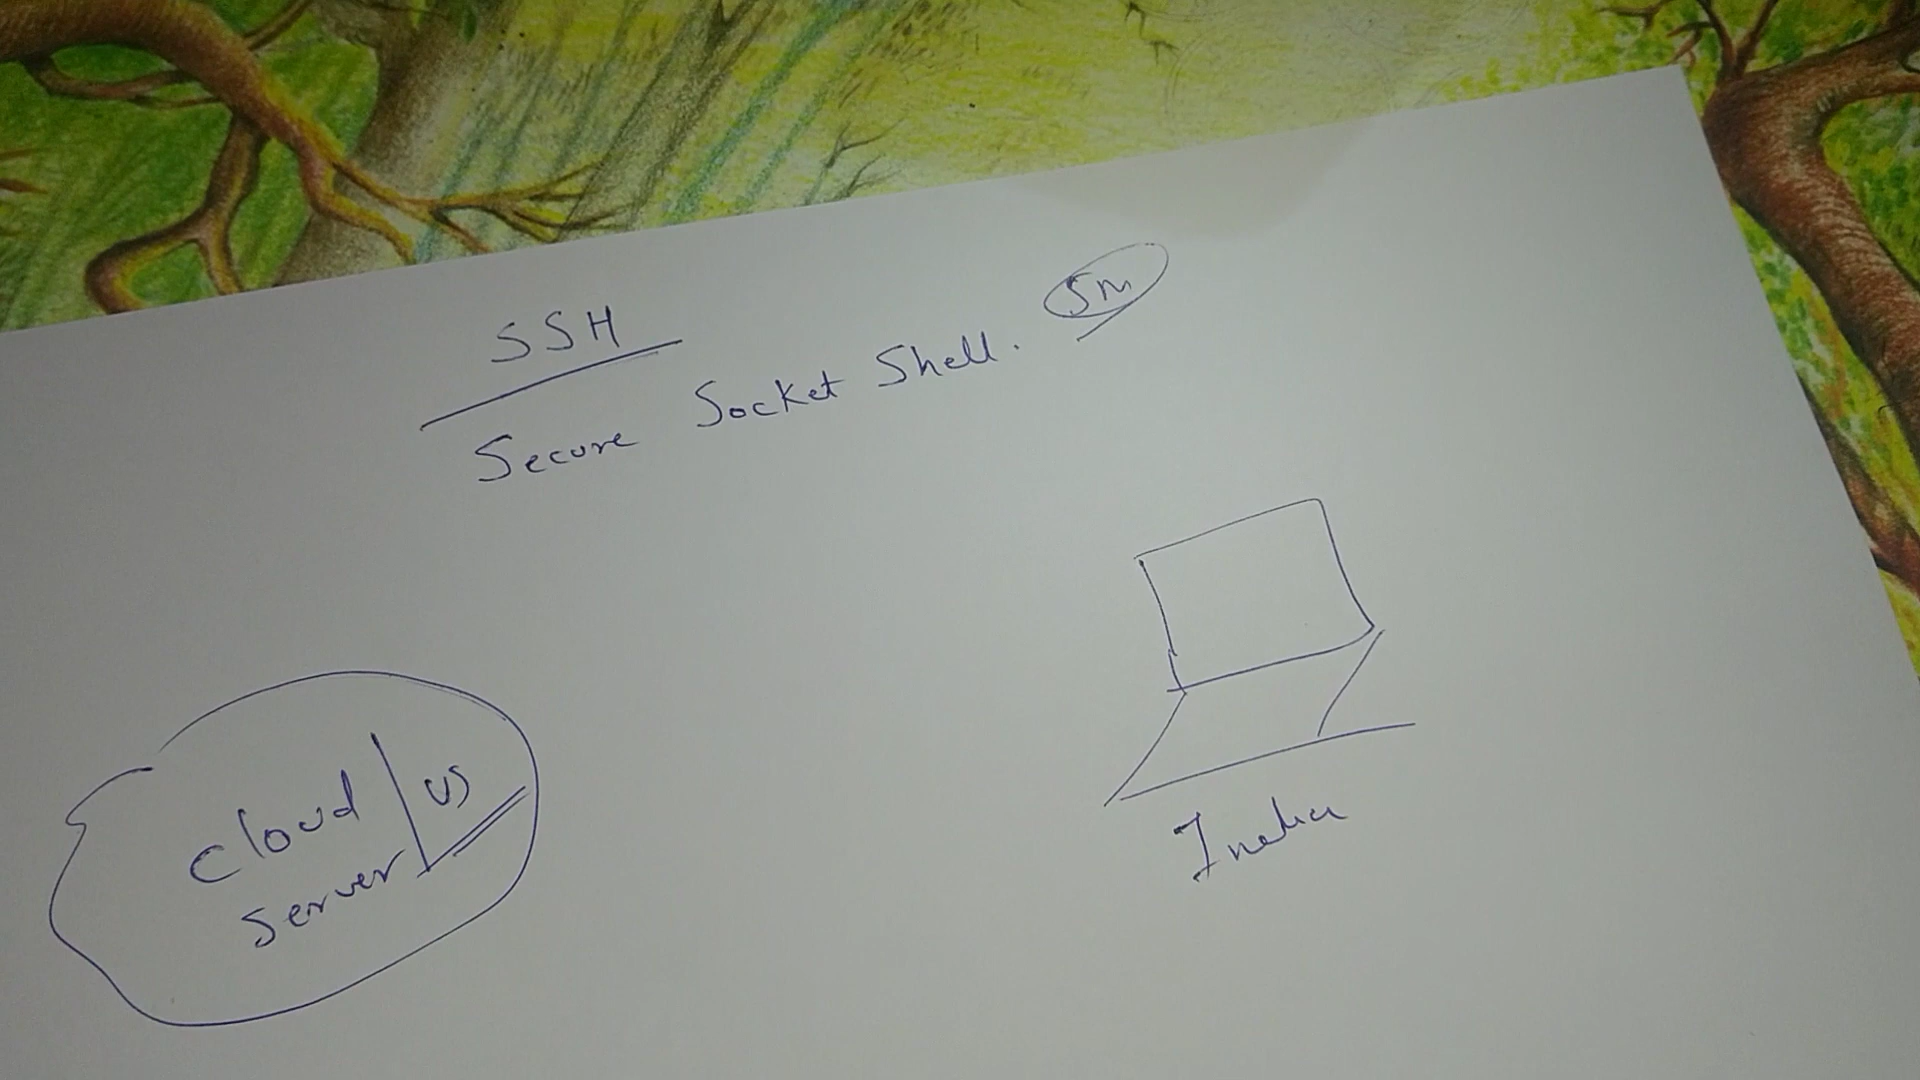 SSH
5m
Secure Socket Shell.
cloud US
server
India